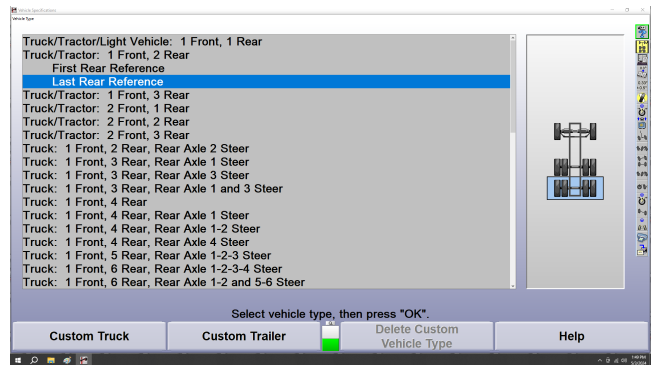 Vehicle Specifications
Vehicle Type
Truck/Tractor/Light Vehicle: 1 Front, 1 Rear
Truck/Tractor: 1 Front, 2 Rear
First Rear Reference
Last Rear Reference
Truck/Tractor: 1 Front, 3 Rear
Truck/Tractor: 2 Front, 1 Rear
Truck/Tractor: 2 Front, 2 Rear
Truck/Tractor: 2 Front, 3 Rear
Truck: 1 Front, 2 Rear, Rear Axle 2 Steer
Truck: 1 Front, 3 Rear, Rear Axle 1 Steer
Truck: 1 Front, 3 Rear, Rear Axle 3 Steer
Truck: 1 Front, 3 Rear, Rear Axle 1 and 3 Steer
Truck: 1 Front, 4 Rear
Truck: 1 Front, 4 Rear, Rear Axle 1 Steer
Truck: 1 Front, 4 Rear, Rear Axle 1-2 Steer
Truck: 1 Front, 4 Rear, Rear Axle 4 Steer
Truck: 1 Front, 5 Rear, Rear Axle 1-2-3 Steer
Truck: 1 Front, 6 Rear, Rear Axle 1-2-3-4 Steer
Truck: 1 Front, 6 Rear, Rear Axle 1-2 and 5-6 Steer
Select vehicle type, then press "OK".
Custom Truck
Custom Trailer
Delete Custom
Vehicle Type
Help
1:48 PM
5/3/2024